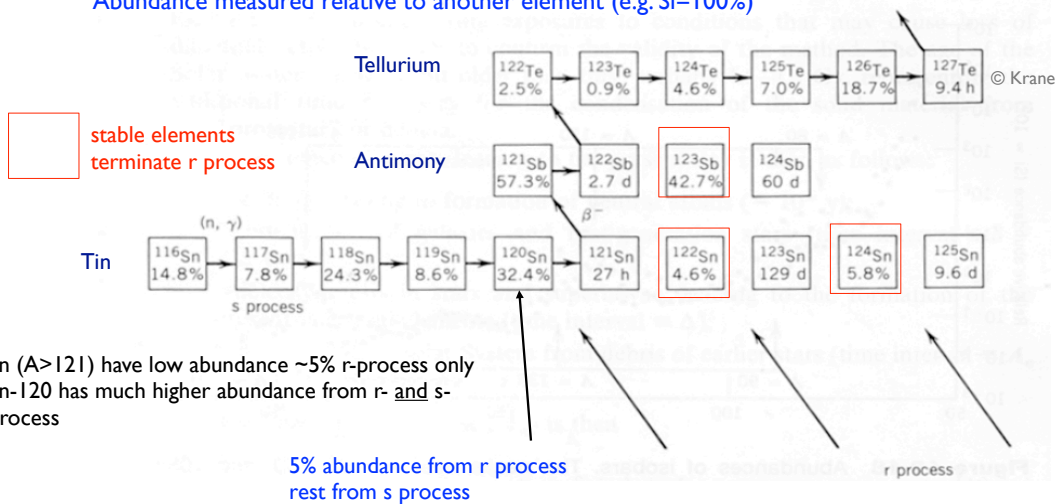 Abundance measured relative to another element (e.g. Si=100%)
Tellurium
122Te 2.5%
123Te 0.9%
124Te 4.6%
125Te 7.0%
126Te 18.7%
127Te 9.4 h
© Krane
stable elements
terminate r process
Antimony
121Sb 57.3%
122Sb 2.7 d
123Sb 42.7%
124Sb 60 d
β⁻
(n, γ)
Tin
116Sn 14.8%
117Sn 7.8%
118Sn 24.3%
119Sn 8.6%
120Sn 32.4%
121Sn 27 h
122Sn 4.6%
123Sn 129 d
124Sn 5.8%
125Sn 9.6 d
s process
n (A>121) have low abundance ~5% r-process only
n-120 has much higher abundance from r- and s-
rocess
5% abundance from r process
rest from s process
r process